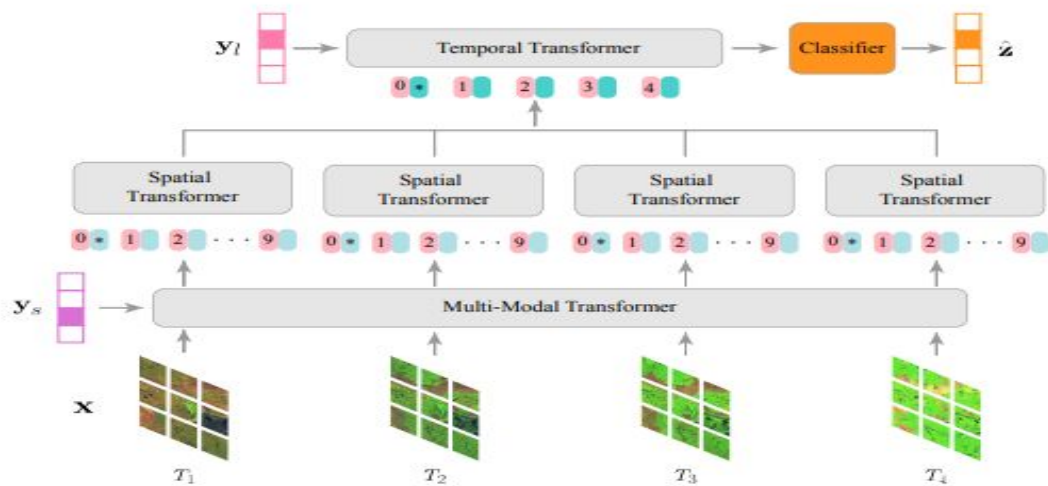 y_l Temporal Transformer Classifier ẑ
0 * 1 2 3 4
Spatial Transformer Spatial Transformer Spatial Transformer Spatial Transformer
0 * 1 2 · · · 9 0 * 1 2 · · · 9 0 * 1 2 · · · 9 0 * 1 2 · · · 9
y_s Multi-Modal Transformer
x
T_1 T_2 T_3 T_4